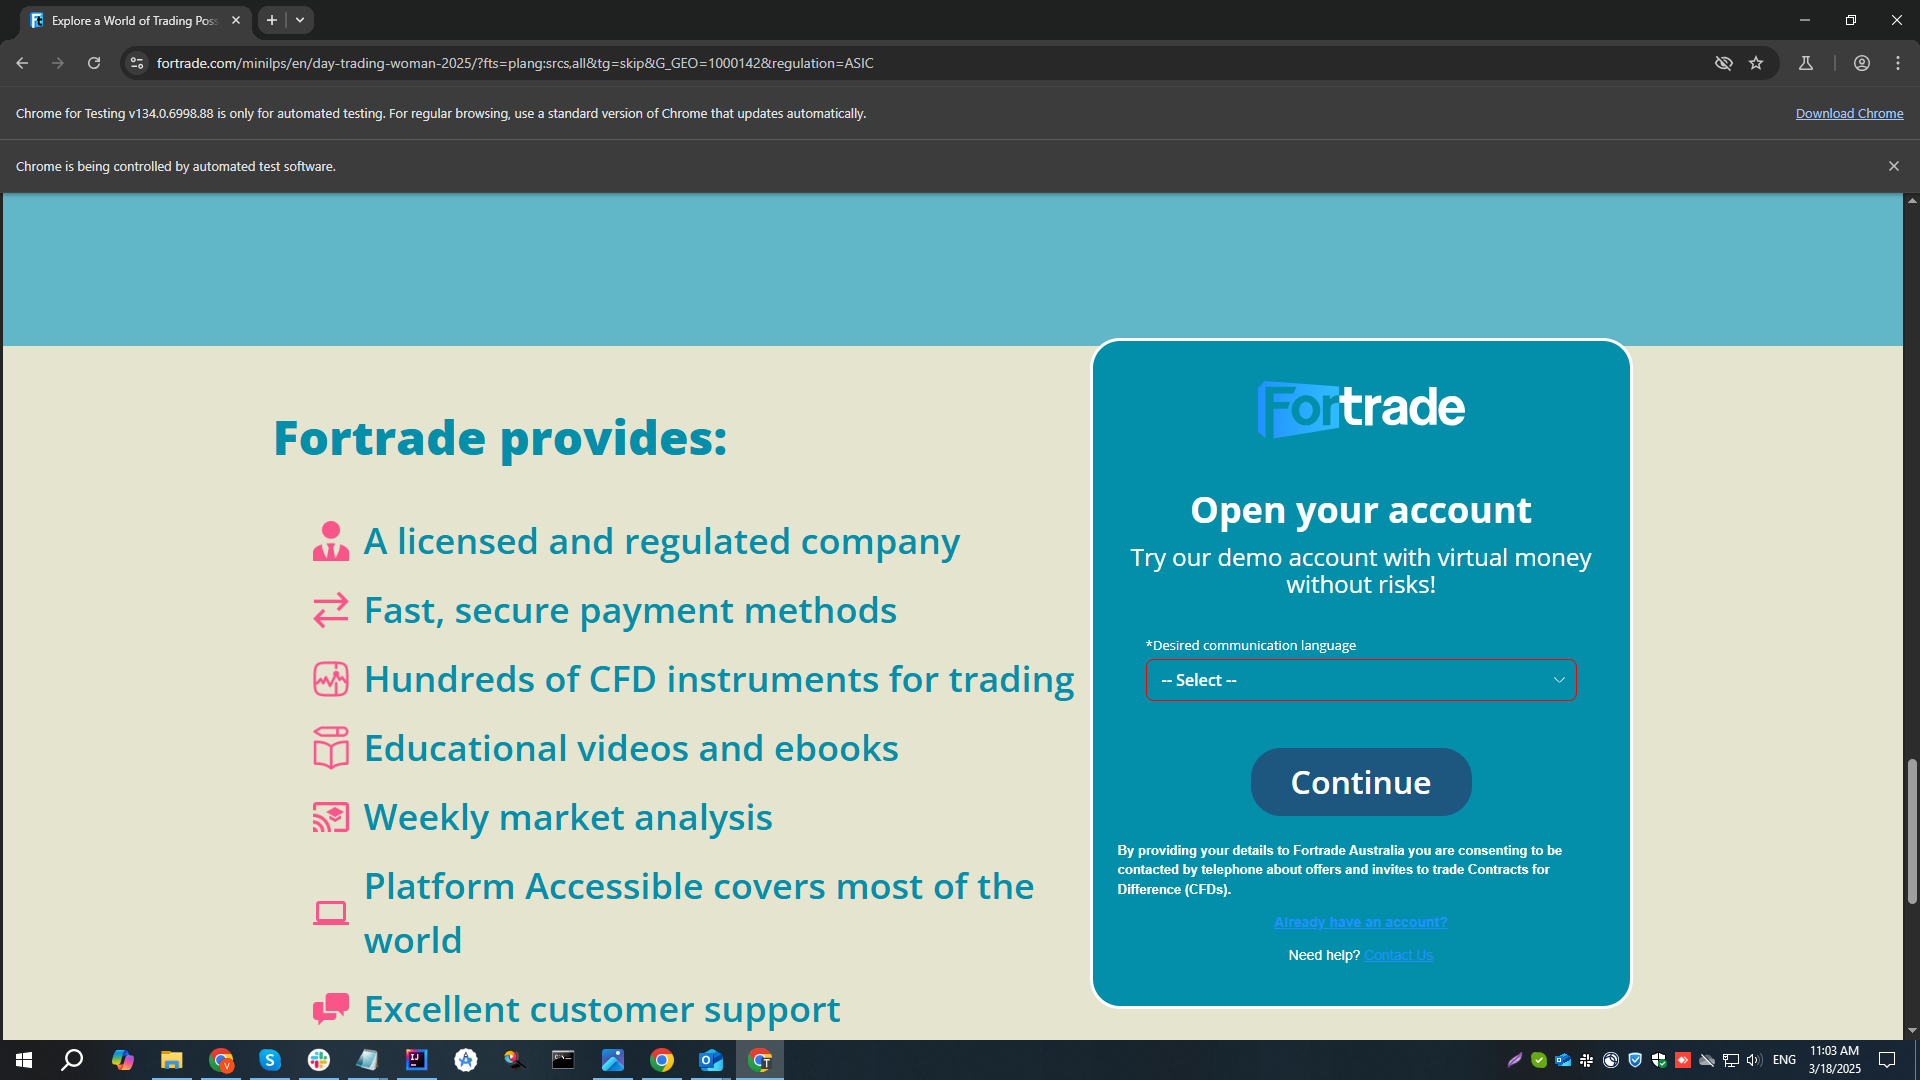 Explore a World of Trading Poss
fortrade.com/minilps/en/day-trading-woman-2025/?fts=plang:srcs,all&tg=skip&G_GEO=1000142&regulation=ASIC
Chrome for Testing v134.0.6998.88 is only for automated testing. For regular browsing, use a standard version of Chrome that updates automatically.
Download Chrome
Chrome is being controlled by automated test software.
Fortrade provides:
A licensed and regulated company
Fast, secure payment methods
Hundreds of CFD instruments for trading
Educational videos and ebooks
Weekly market analysis
Platform Accessible covers most of the
world
Excellent customer support
Fortrade
Open your account
Try our demo account with virtual money
without risks!
*Desired communication language
-- Select --
Continue
By providing your details to Fortrade Australia you are consenting to be
contacted by telephone about offers and invites to trade Contracts for
Difference (CFDs).
Already have an account?
Need help? Contact Us
ENG
11:03 AM
3/18/2025